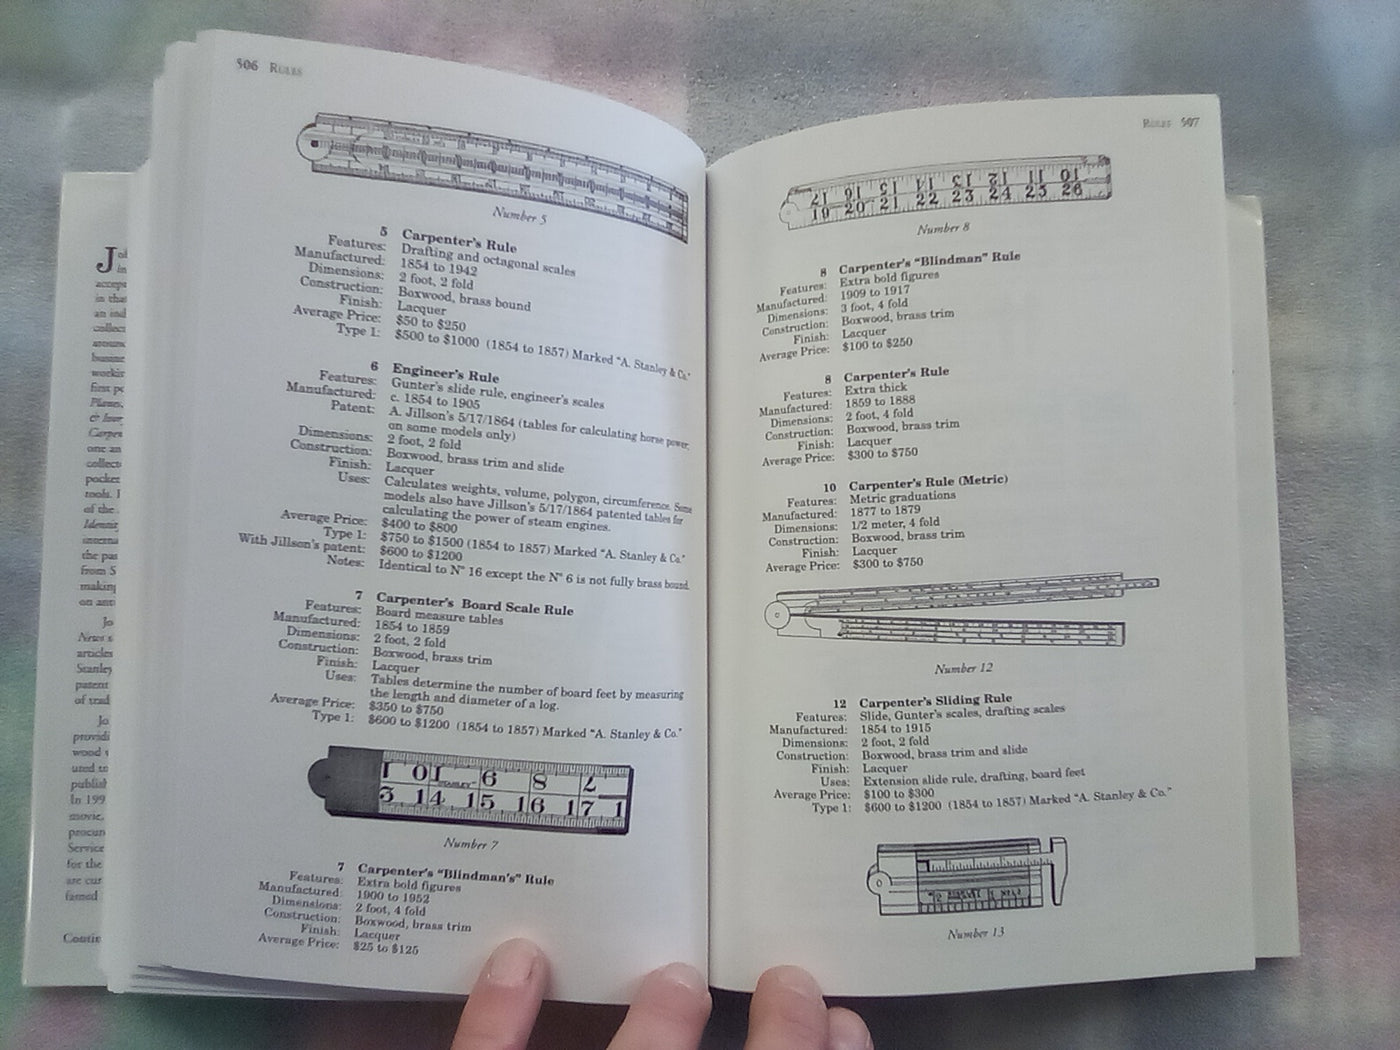 506 RULES
Number 5
5 Carpenter's Rule
Features: Drafting and octagonal scales
Manufactured: 1854 to 1942
Dimensions: 2 foot, 2 fold
Construction: Boxwood, brass bound
Finish: Lacquer
Average Price: $50 to $250
Type 1: $500 to $1000 (1854 to 1857) Marked "A. Stanley & Co."
6 Engineer's Rule
Features: Gunter's slide rule, engineer's scales
Manufactured: c. 1854 to 1905
Patent: A. Jillson's 5/17/1864 (tables for calculating horse power,
on some models only)
Dimensions: 2 foot, 2 fold
Construction: Boxwood, brass trim and slide
Finish: Lacquer
Uses: Calculates weights, volume, polygon, circumference. Some
models also have Jillson's 5/17/1864 patented tables for
calculating the power of steam engines.
Average Price: $400 to $800
Type 1: $750 to $1500 (1854 to 1857) Marked "A. Stanley & Co."
With Jillson's patent: $600 to $1200
Notes: Identical to Nº 16 except the Nº 6 is not fully brass bound.
7 Carpenter's Board Scale Rule
Features: Board measure tables
Manufactured: 1854 to 1859
Dimensions: 2 foot, 2 fold
Construction: Boxwood, brass trim
Finish: Lacquer
Uses: Tables determine the number of board feet by measuring
the length and diameter of a log.
Average Price: $350 to $750
Type 1: $600 to $1200 (1854 to 1857) Marked "A. Stanley & Co."
1 01 6 8 7
STANLEY
3 14 15 16 17 1
Number 7
7 Carpenter's "Blindman's" Rule
Features: Extra bold figures
Manufactured: 1900 to 1952
Dimensions: 2 foot, 4 fold
Construction: Boxwood, brass trim
Finish: Lacquer
Average Price: $25 to $125
RULES 507
19 20 21 22 23 24 25 26
Number 8
8 Carpenter's "Blindman" Rule
Features: Extra bold figures
Manufactured: 1909 to 1917
Dimensions: 3 foot, 4 fold
Construction: Boxwood, brass trim
Finish: Lacquer
Average Price: $100 to $250
8 Carpenter's Rule
Features: Extra thick
Manufactured: 1859 to 1888
Dimensions: 2 foot, 4 fold
Construction: Boxwood, brass trim
Finish: Lacquer
Average Price: $300 to $750
10 Carpenter's Rule (Metric)
Features: Metric graduations
Manufactured: 1877 to 1879
Dimensions: 1/2 meter, 4 fold
Construction: Boxwood, brass trim
Finish: Lacquer
Average Price: $300 to $750
Number 12
12 Carpenter's Sliding Rule
Features: Slide, Gunter's scales, drafting scales
Manufactured: 1854 to 1915
Dimensions: 2 foot, 2 fold
Construction: Boxwood, brass trim and slide
Finish: Lacquer
Uses: Extension slide rule, drafting, board feet
Average Price: $100 to $300
Type 1: $600 to $1200 (1854 to 1857) Marked "A. Stanley & Co."
Number 13